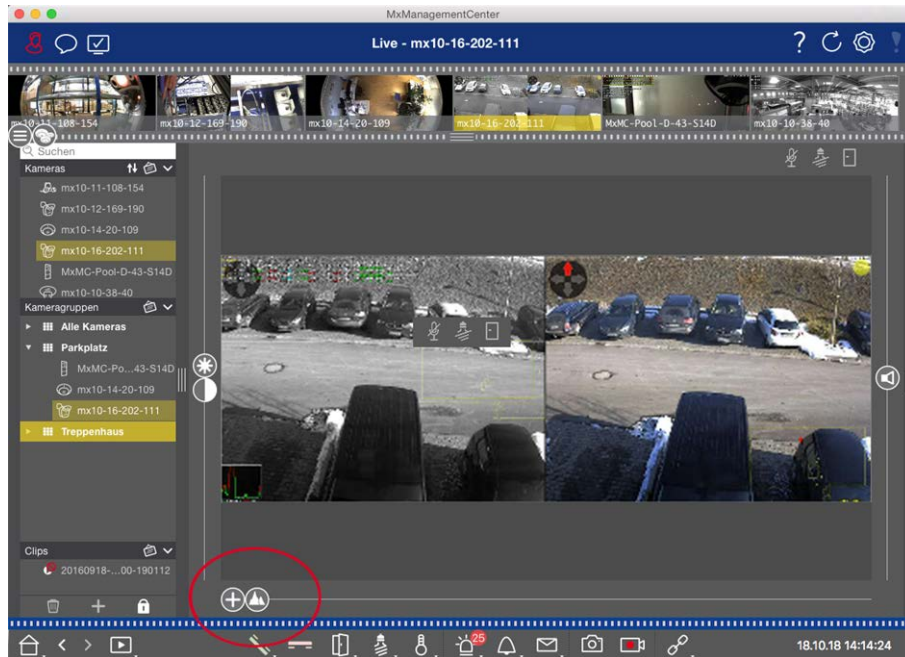 MxManagementCenter
Live - mx10-16-202-111
?
mx10-11-108-154
mx10-12-169-190
mx10-14-20-109
mx10-16-202-111
MxMC-Pool-D-43-S14D
mx10-10-38-40
Suchen
Kameras
mx10-11-108-154
mx10-12-169-190
mx10-14-20-109
mx10-16-202-111
MxMC-Pool-D-43-S14D
mx10-10-38-40
Kameragruppen
Alle Kameras
Parkplatz
MxMC-Po...43-S14D
mx10-14-20-109
mx10-16-202-111
Treppenhaus
Clips
20160918-...00-190112
25
18.10.18 14:14:24